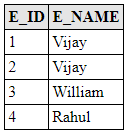 E_ID E_NAME
1 Vijay
2 Vijay
3 William
4 Rahul